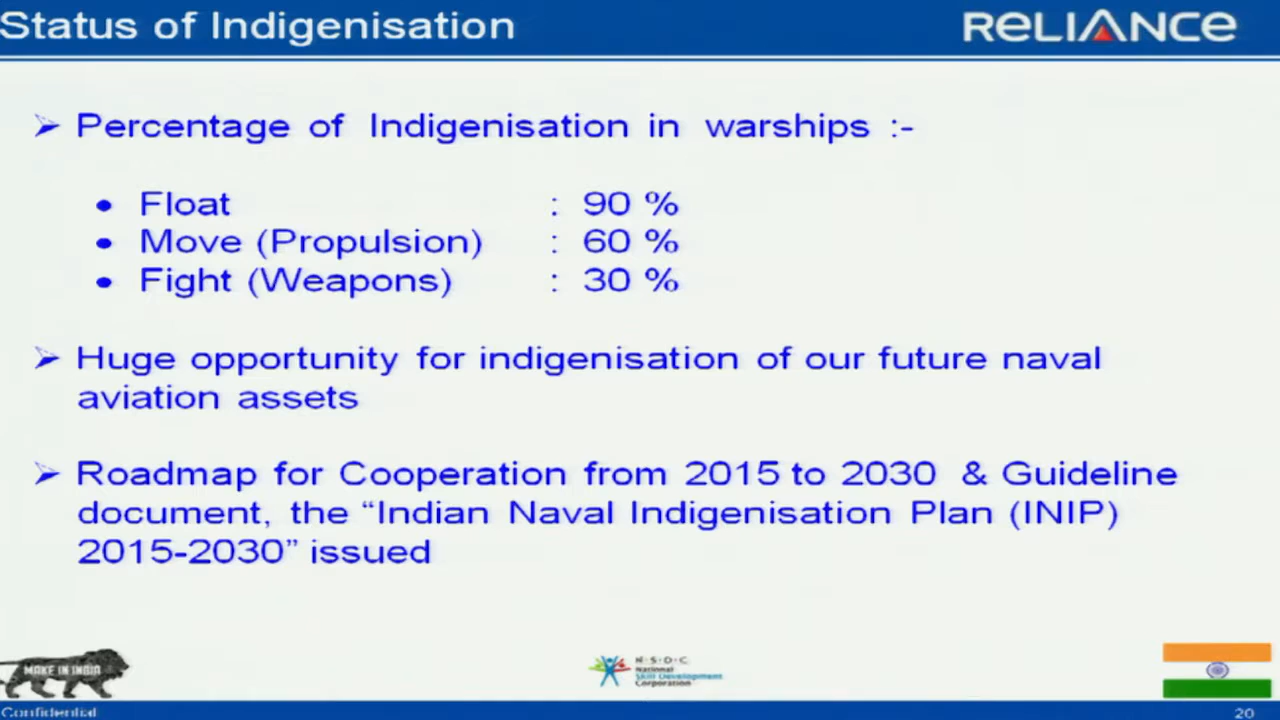 Status of Indigenisation
RELIANCE
➢ Percentage of Indigenisation in warships :-
• Float : 90 %
• Move (Propulsion) : 60 %
• Fight (Weapons) : 30 %
➢ Huge opportunity for indigenisation of our future naval
aviation assets
➢ Roadmap for Cooperation from 2015 to 2030 & Guideline
document, the “Indian Naval Indigenisation Plan (INIP)
2015-2030” issued
MAKE IN INDIA
N·S·D·C
National
Skill Development
Corporation
Confidential
20